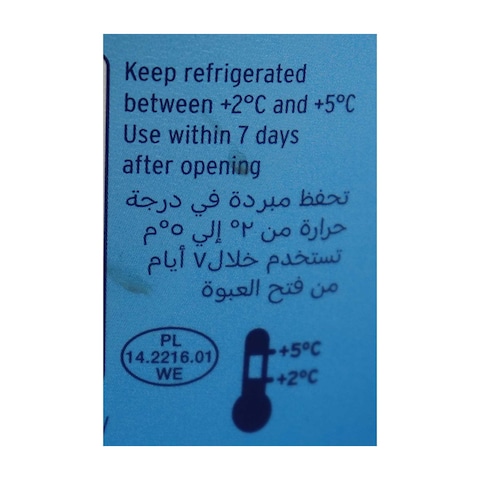 Keep refrigerated
between +2°C and +5°C
Use within 7 days
after opening
تحفظ مبردة في درجة
حرارة من ٢° إلي ٥°م
تستخدم خلال٧ أيام
من فتح العبوة
PL
14.2216.01
WE
+5°C
+2°C